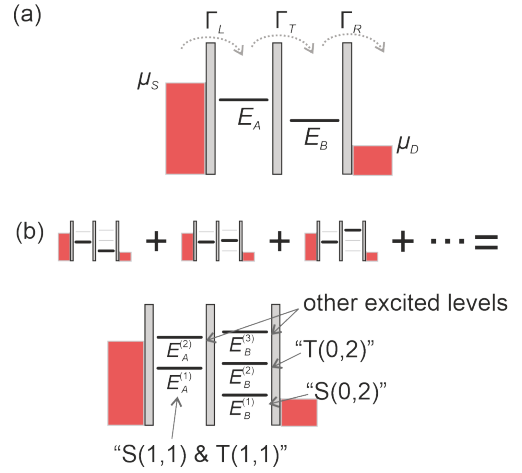 (a)
Γ_L Γ_T Γ_R
μ_S
E_A
E_B
μ_D
(b)
+ + + ··· =
other excited levels
E_A^(2) E_B^(3)
"T(0,2)"
E_A^(1) E_B^(2)
"S(0,2)"
E_B^(1)
"S(1,1) & T(1,1)"